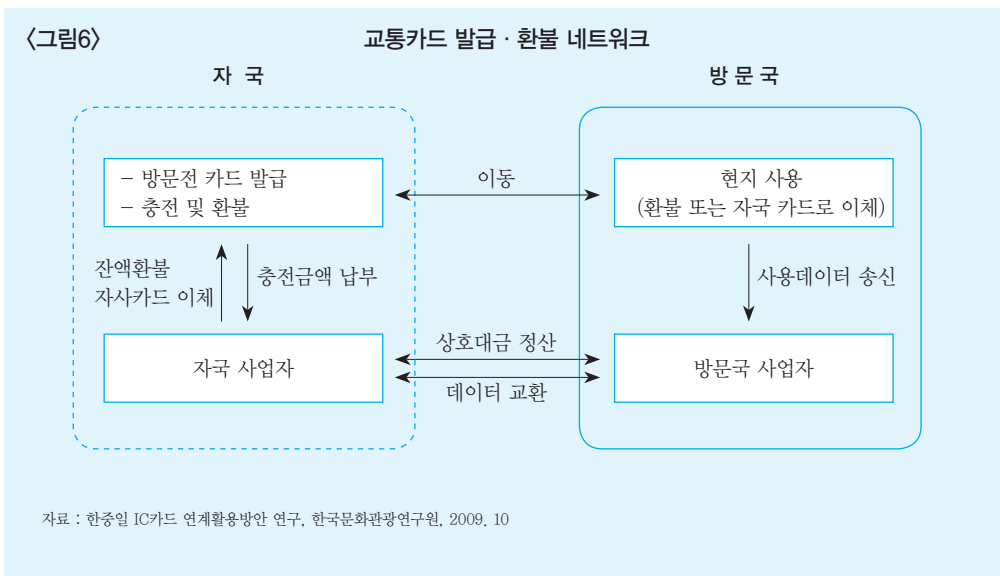 〈그림6〉
교통카드 발급 · 환불 네트워크
자 국
방 문 국
- 방문전 카드 발급
- 충전 및 환불
이동
현지 사용
(환불 또는 자국 카드로 이체)
잔액환불
자사카드 이체
충전금액 납부
사용데이터 송신
자국 사업자
상호대금 정산
데이터 교환
방문국 사업자
자료 : 한중일 IC카드 연계활용방안 연구, 한국문화관광연구원, 2009. 10